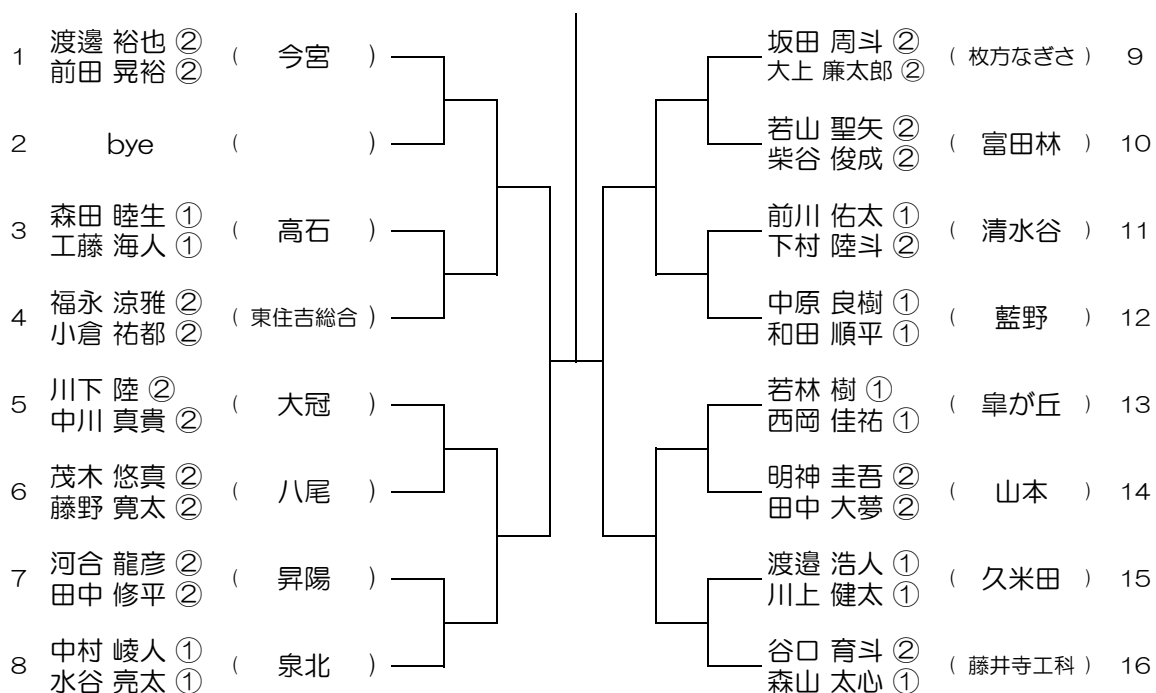 渡邊 裕也 ②
1 ( 今宮 )
前田 晃裕 ②
2 bye ( )
森田 睦生 ①
3 ( 高石 )
工藤 海人 ①
福永 涼雅 ②
4 ( 東住吉総合 )
小倉 祐都 ②
川下 陸 ②
5 ( 大冠 )
中川 真貴 ②
茂木 悠真 ②
6 ( 八尾 )
藤野 寛太 ②
河合 龍彦 ②
7 ( 昇陽 )
田中 修平 ②
中村 崚人 ①
8 ( 泉北 )
水谷 亮太 ①
坂田 周斗 ②
( 枚方なぎさ ) 9
大上 廉太郎 ②
若山 聖矢 ②
( 富田林 ) 10
柴谷 俊成 ②
前川 佑太 ①
( 清水谷 ) 11
下村 陸斗 ②
中原 良樹 ①
( 藍野 ) 12
和田 順平 ①
若林 樹 ①
( 皐が丘 ) 13
西岡 佳祐 ①
明神 圭吾 ②
( 山本 ) 14
田中 大夢 ②
渡邉 浩人 ①
( 久米田 ) 15
川上 健太 ①
谷口 育斗 ②
( 藤井寺工科 ) 16
森山 太心 ①